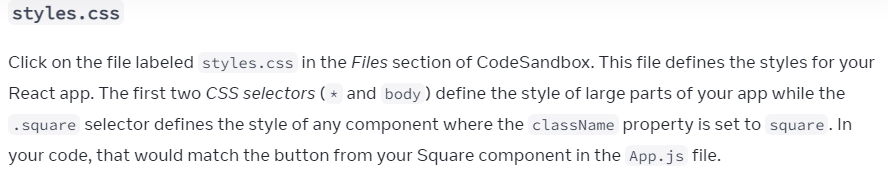 styles.css
Click on the file labeled styles.css in the Files section of CodeSandbox. This file defines the styles for your
React app. The first two CSS selectors (* and body) define the style of large parts of your app while the
.square selector defines the style of any component where the className property is set to square. In
your code, that would match the button from your Square component in the App.js file.